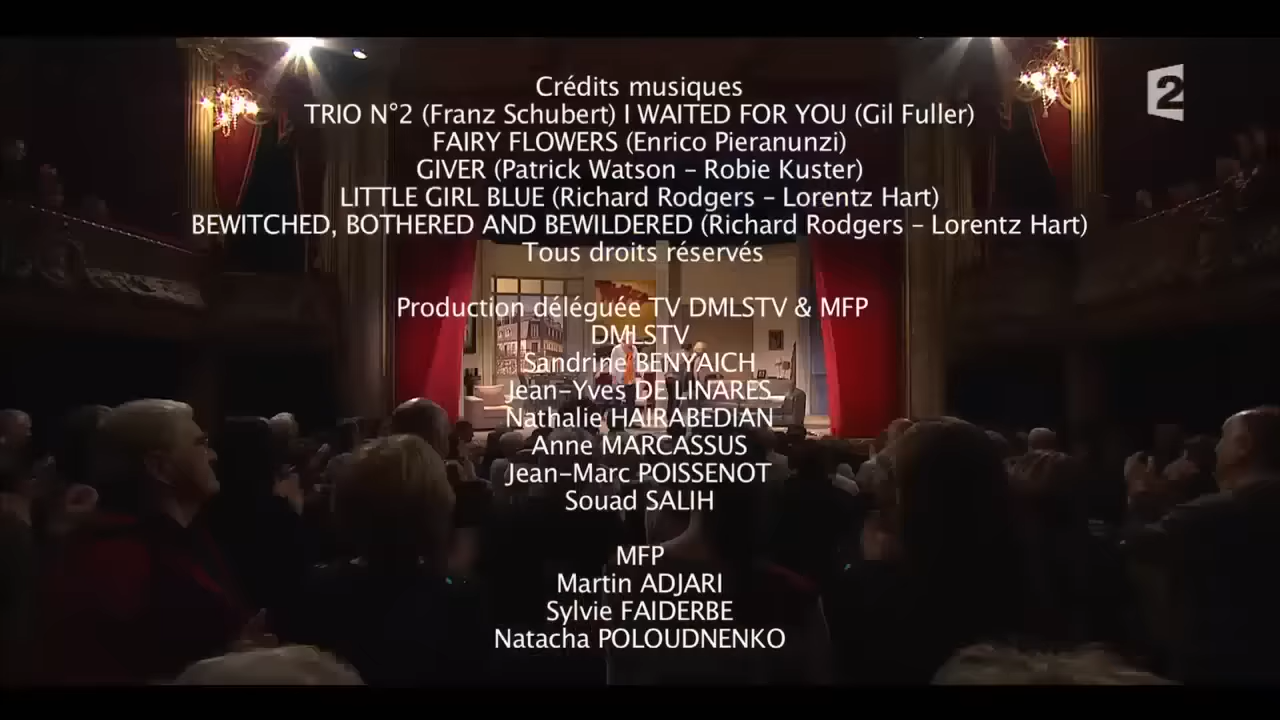 Crédits musiques
2
TRIO N°2 (Franz Schubert) I WAITED FOR YOU (Gil Fuller)
FAIRY FLOWERS (Enrico Pieranunzi)
GIVER (Patrick Watson – Robie Kuster)
LITTLE GIRL BLUE (Richard Rodgers – Lorentz Hart)
BEWITCHED, BOTHERED AND BEWILDERED (Richard Rodgers – Lorentz Hart)
Tous droits réservés
Production déléguée TV DMLSTV & MFP
DMLSTV
Sandrine BENYAICH
Jean–Yves DE LINARES
Nathalie HAIRABEDIAN
Anne MARCASSUS
Jean–Marc POISSENOT
Souad SALIH
MFP
Martin ADJARI
Sylvie FAIDERBE
Natacha POLOUDNENKO